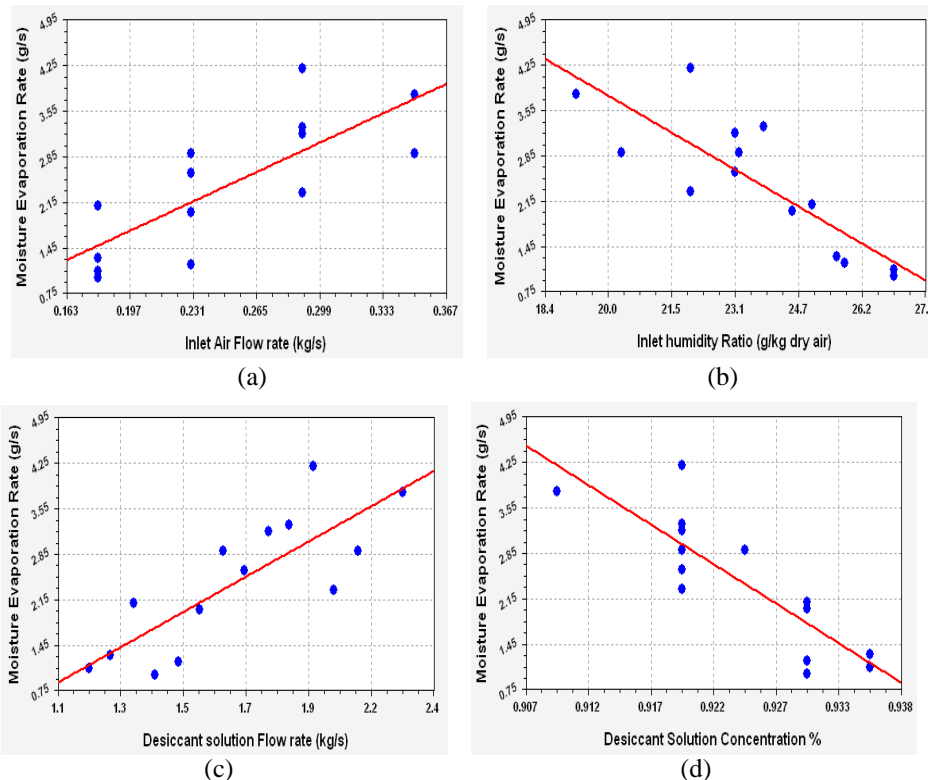 Moisture Evaporation Rate (g/s)
4.95
4.25
3.55
2.85
2.15
1.45
0.75
0.163 0.197 0.231 0.265 0.299 0.333 0.367
Inlet Air Flow rate (kg/s)
(a)
Moisture Evaporation Rate (g/s)
4.95
4.25
3.55
2.85
2.15
1.45
0.75
18.4 20.0 21.5 23.1 24.7 26.2 27.
Inlet humidity Ratio (g/kg dry air)
(b)
Moisture Evaporation Rate (g/s)
4.95
4.25
3.55
2.85
2.15
1.45
0.75
1.1 1.3 1.5 1.7 1.9 2.2 2.4
Desiccant solution Flow rate (kg/s)
(c)
Moisture Evaporation Rate (g/s)
4.95
4.25
3.55
2.85
2.15
1.45
0.75
0.907 0.912 0.917 0.922 0.927 0.933 0.938
Desiccant Solution Concentration %
(d)